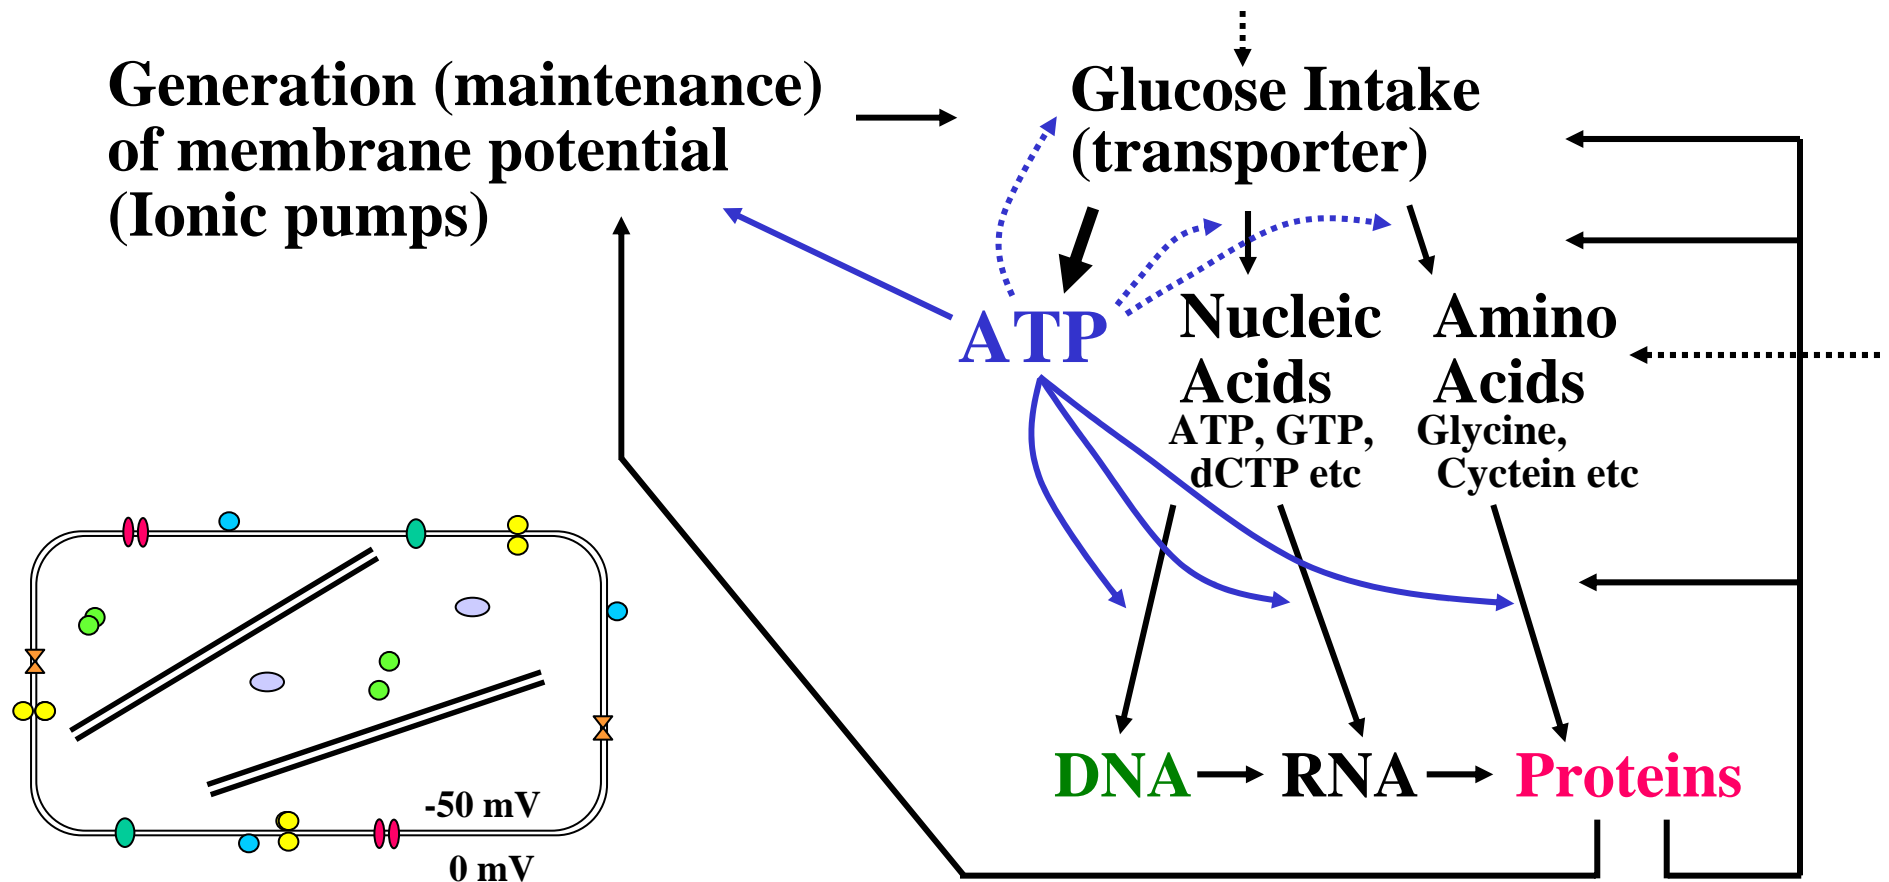 Generation (maintenance)
of membrane potential
(Ionic pumps)
Glucose Intake
(transporter)
ATP
Nucleic
Acids
ATP, GTP,
dCTP etc
Amino
Acids
Glycine,
Cyctein etc
DNA
RNA
Proteins
-50 mV
0 mV